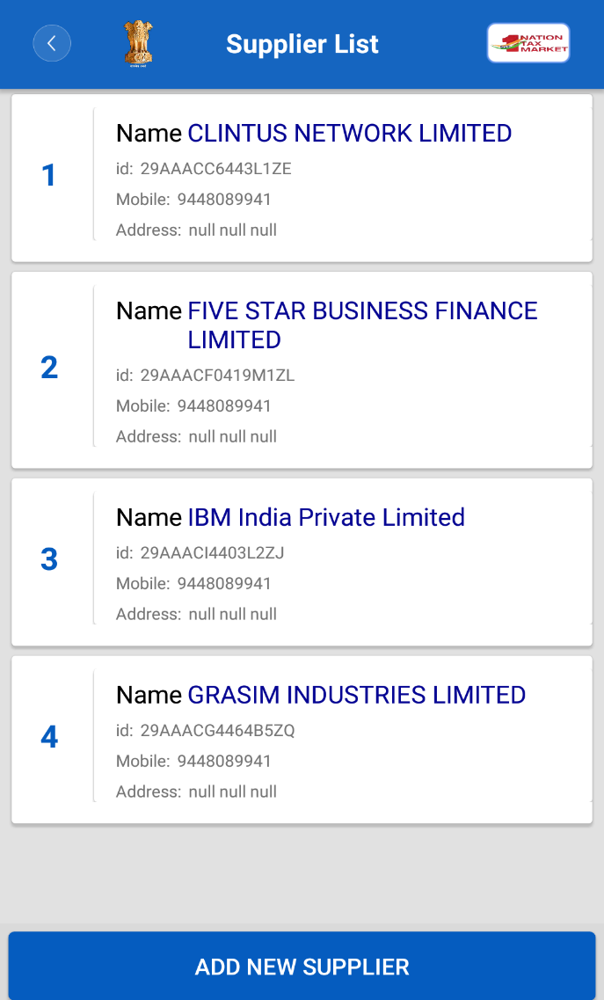 Supplier List
NATION
TAX
MARKET
1
Name CLINTUS NETWORK LIMITED
id: 29AAACC6443L1ZE
Mobile: 9448089941
Address: null null null
2
Name FIVE STAR BUSINESS FINANCE
LIMITED
id: 29AAACF0419M1ZL
Mobile: 9448089941
Address: null null null
3
Name IBM India Private Limited
id: 29AAACI4403L2ZJ
Mobile: 9448089941
Address: null null null
4
Name GRASIM INDUSTRIES LIMITED
id: 29AAACG4464B5ZQ
Mobile: 9448089941
Address: null null null
ADD NEW SUPPLIER